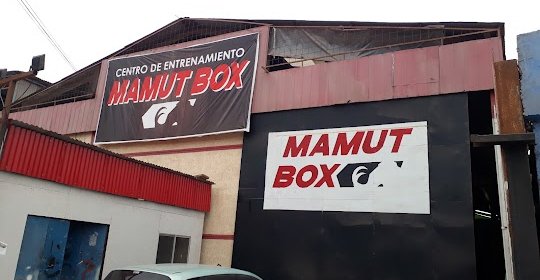 CENTRO DE ENTRENAMIENTO
MAMUT BOX
MAMUT
BOX